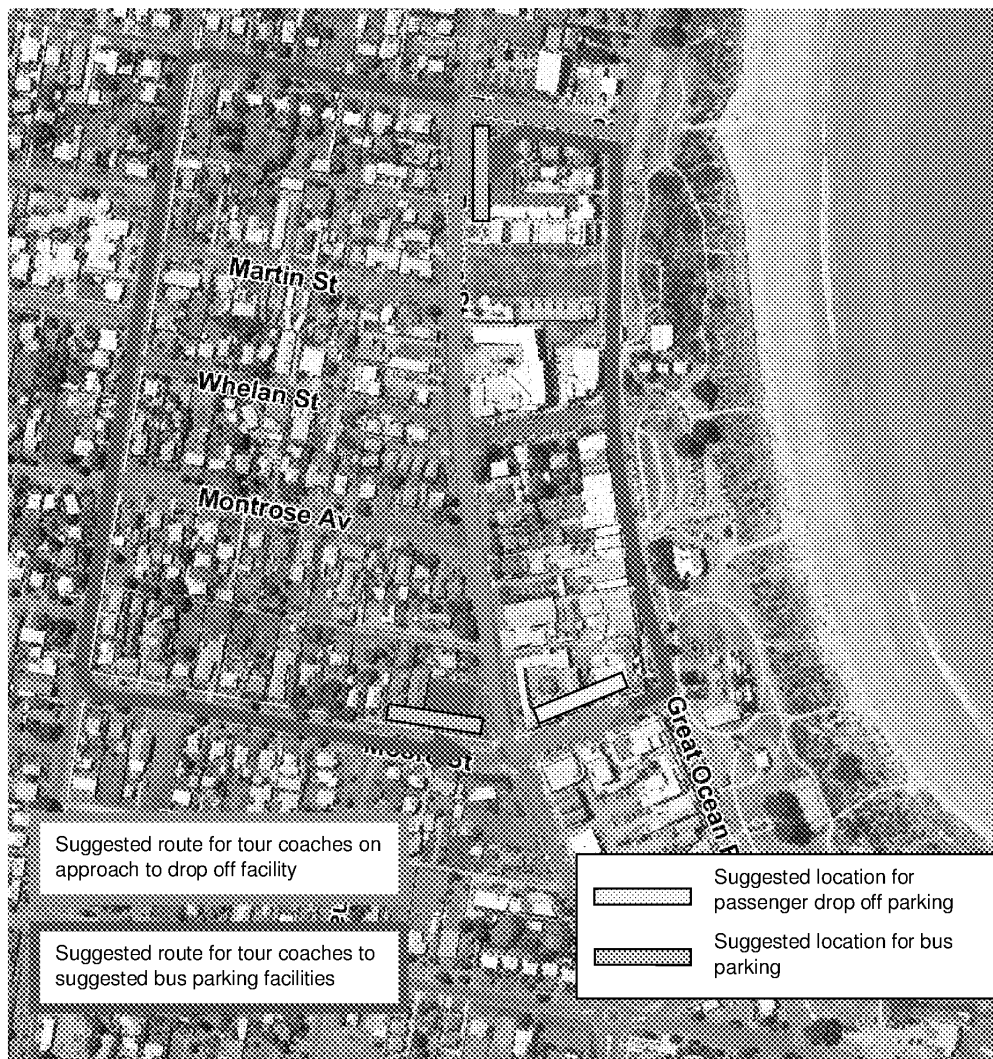 Martin St
Whelan St
Montrose Av
St
Great Ocean
Suggested route for tour coaches on
approach to drop off facility
Suggested route for tour coaches to
suggested bus parking facilities
Suggested location for
passenger drop off parking
Suggested location for bus
parking